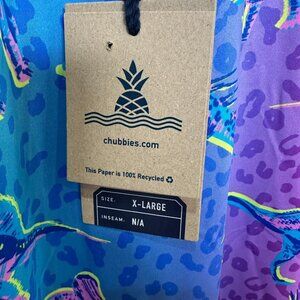 chubbies.com
This Paper is 100% Recycled
SIZE: X-LARGE
INSEAM: N/A